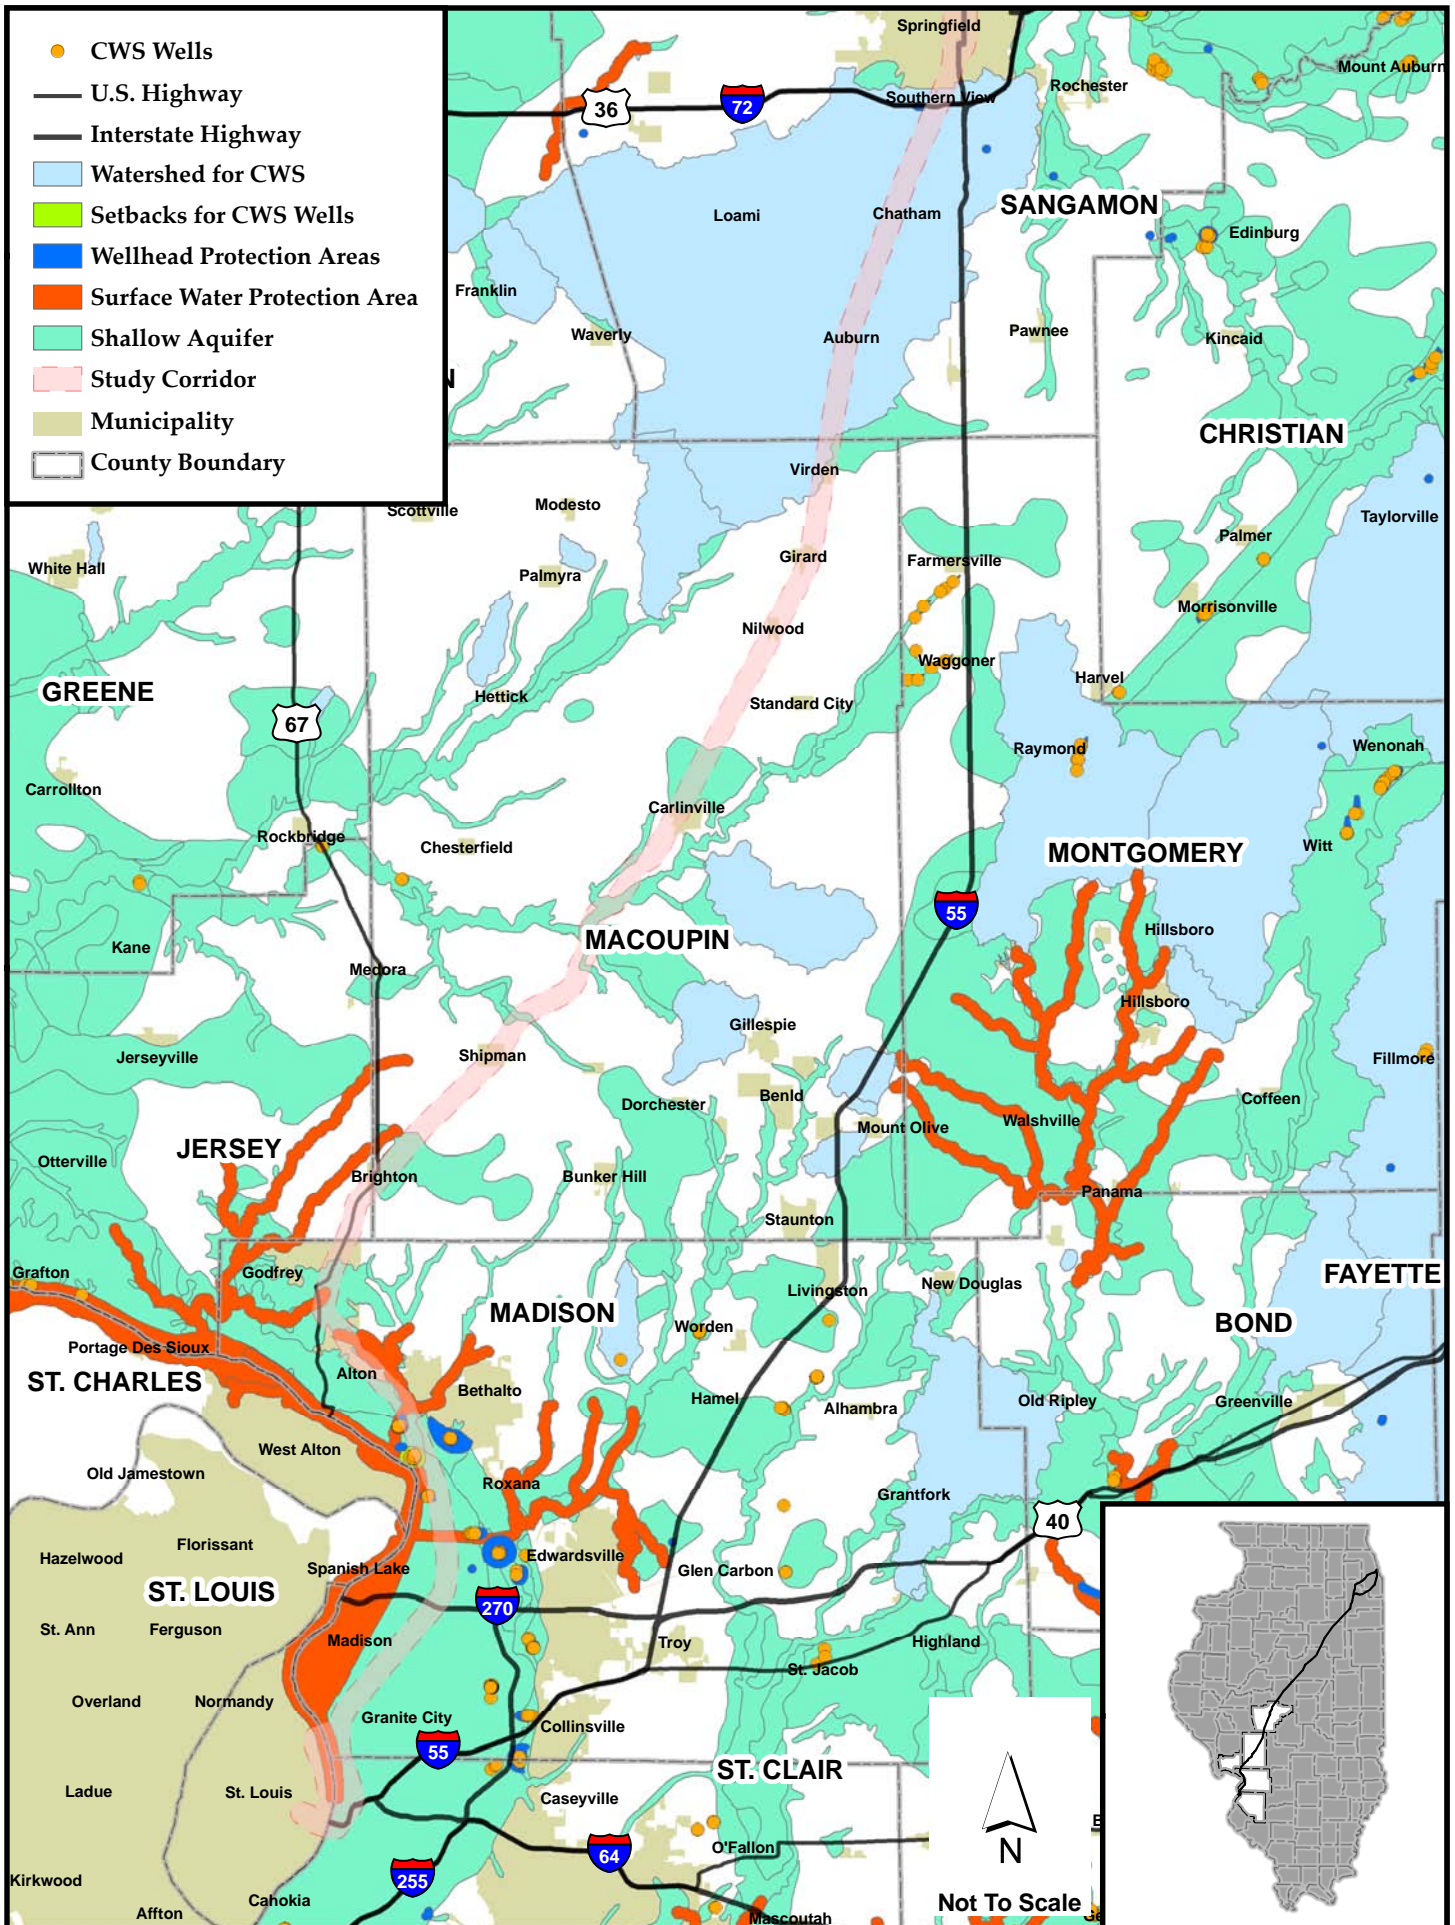 CWS Wells
U.S. Highway
Interstate Highway
Watershed for CWS
Setbacks for CWS Wells
Wellhead Protection Areas
Surface Water Protection Area
Shallow Aquifer
Study Corridor
Municipality
County Boundary
Springfield
Mount Auburn
Rochester
Southern View
36
72
SANGAMON
Loami
Chatham
Edinburg
Franklin
Waverly
Auburn
Pawnee
Kincaid
N
CHRISTIAN
Virden
Scottville
Modesto
Taylorville
Palmer
Girard
Farmersville
White Hall
Palmyra
Morrisonville
Nilwood
Waggoner
Harvel
GREENE
Hettick
Standard City
67
Raymond
Wenonah
Carrollton
Carlinville
Rockbridge
Chesterfield
Witt
MONTGOMERY
55
Hillsboro
MACOUPIN
Kane
Medora
Hillsboro
Gillespie
Jerseyville
Shipman
Fillmore
Benld
Dorchester
Coffeen
Walshville
Mount Olive
JERSEY
Otterville
Brighton
Bunker Hill
Panama
Staunton
Grafton
Godfrey
FAYETTE
New Douglas
Livingston
MADISON
BOND
Worden
Portage Des Sioux
Alton
ST. CHARLES
Bethalto
Hamel
Alhambra
Old Ripley
Greenville
West Alton
Old Jamestown
Roxana
Grantfork
40
Florissant
Hazelwood
Spanish Lake
Edwardsville
Glen Carbon
ST. LOUIS
270
St. Ann
Ferguson
Madison
Troy
Highland
St. Jacob
Overland
Normandy
Granite City
Collinsville
55
ST. CLAIR
Ladue
St. Louis
Caseyville
O'Fallon
64
N
255
Kirkwood
Cahokia
Not To Scale
Affton
Mascoutah
B
Ge